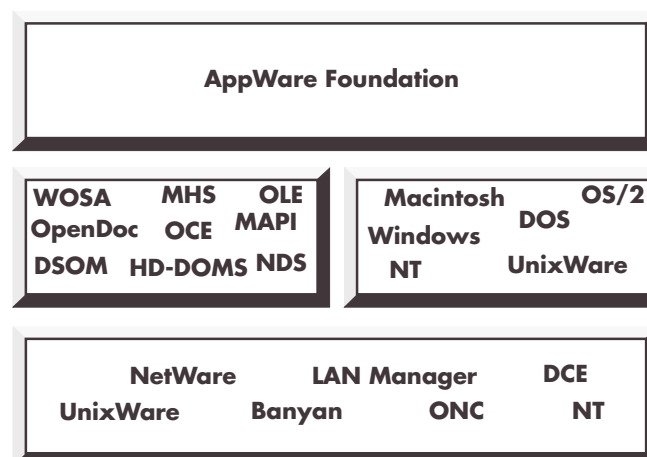 AppWare Foundation
WOSA MHS OLE
OpenDoc OCE MAPI
DSOM HD-DOMS NDS
Macintosh OS/2
Windows DOS
NT UnixWare
NetWare LAN Manager DCE
UnixWare Banyan ONC NT